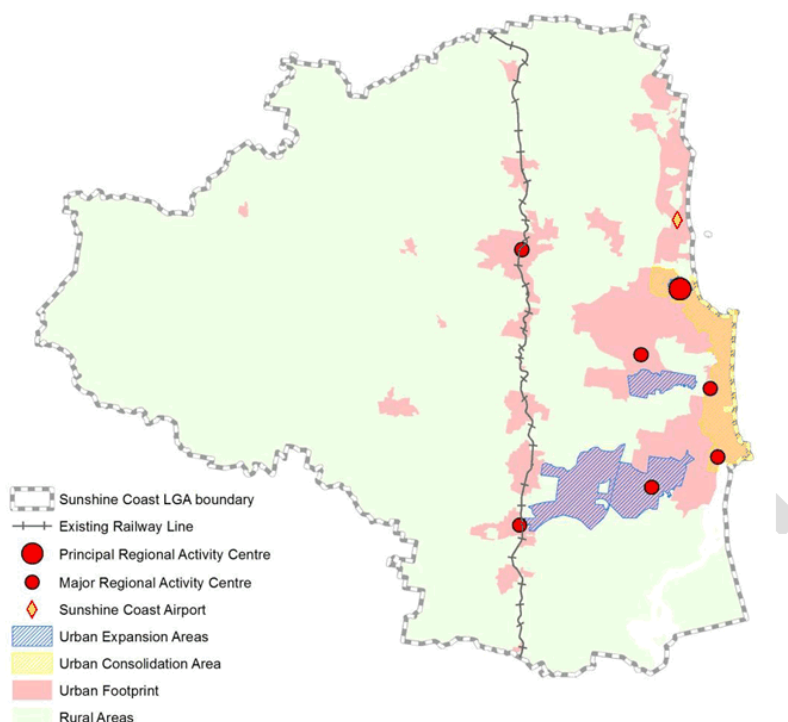 Sunshine Coast LGA boundary
Existing Railway Line
Principal Regional Activity Centre
Major Regional Activity Centre
Sunshine Coast Airport
Urban Expansion Areas
Urban Consolidation Area
Urban Footprint
Rural Areas